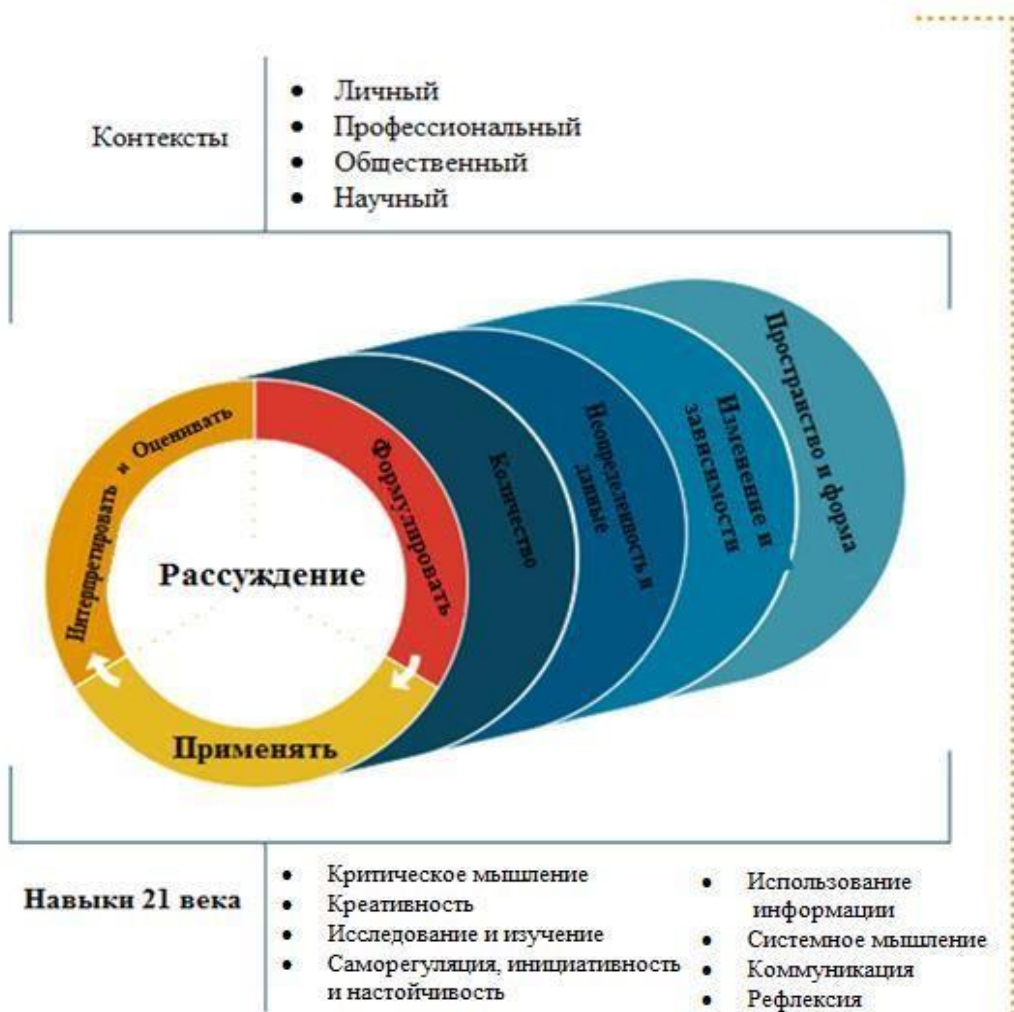 Контексты
• Личный
• Профессиональный
• Общественный
• Научный
Интерпретировать и Оценивать
Формулировать
Применять
Рассуждение
Количество
Неопределенность и
данные
Изменение и
зависимости
Пространство и форма
Навыки 21 века
• Критическое мышление
• Креативность
• Исследование и изучение
• Саморегуляция, инициативность
и настойчивость
• Использование
информации
• Системное мышление
• Коммуникация
• Рефлексия